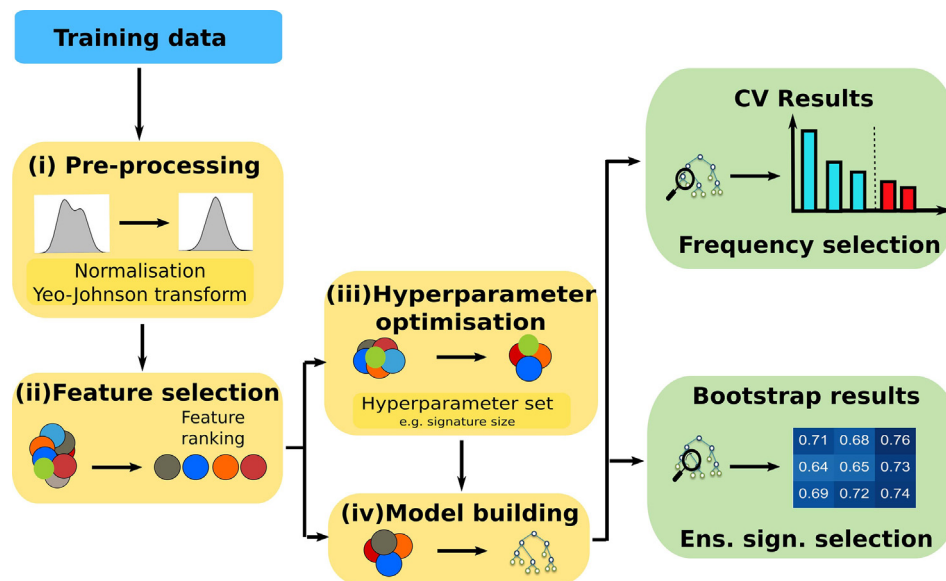 Training data
(i) Pre-processing
Normalisation
Yeo-Johnson transform
(ii)Feature selection
Feature
ranking
(iii)Hyperparameter
optimisation
Hyperparameter set
e.g. signature size
(iv)Model building
CV Results
Frequency selection
Bootstrap results
0.71 0.68 0.76
0.64 0.65 0.73
0.69 0.72 0.74
Ens. sign. selection